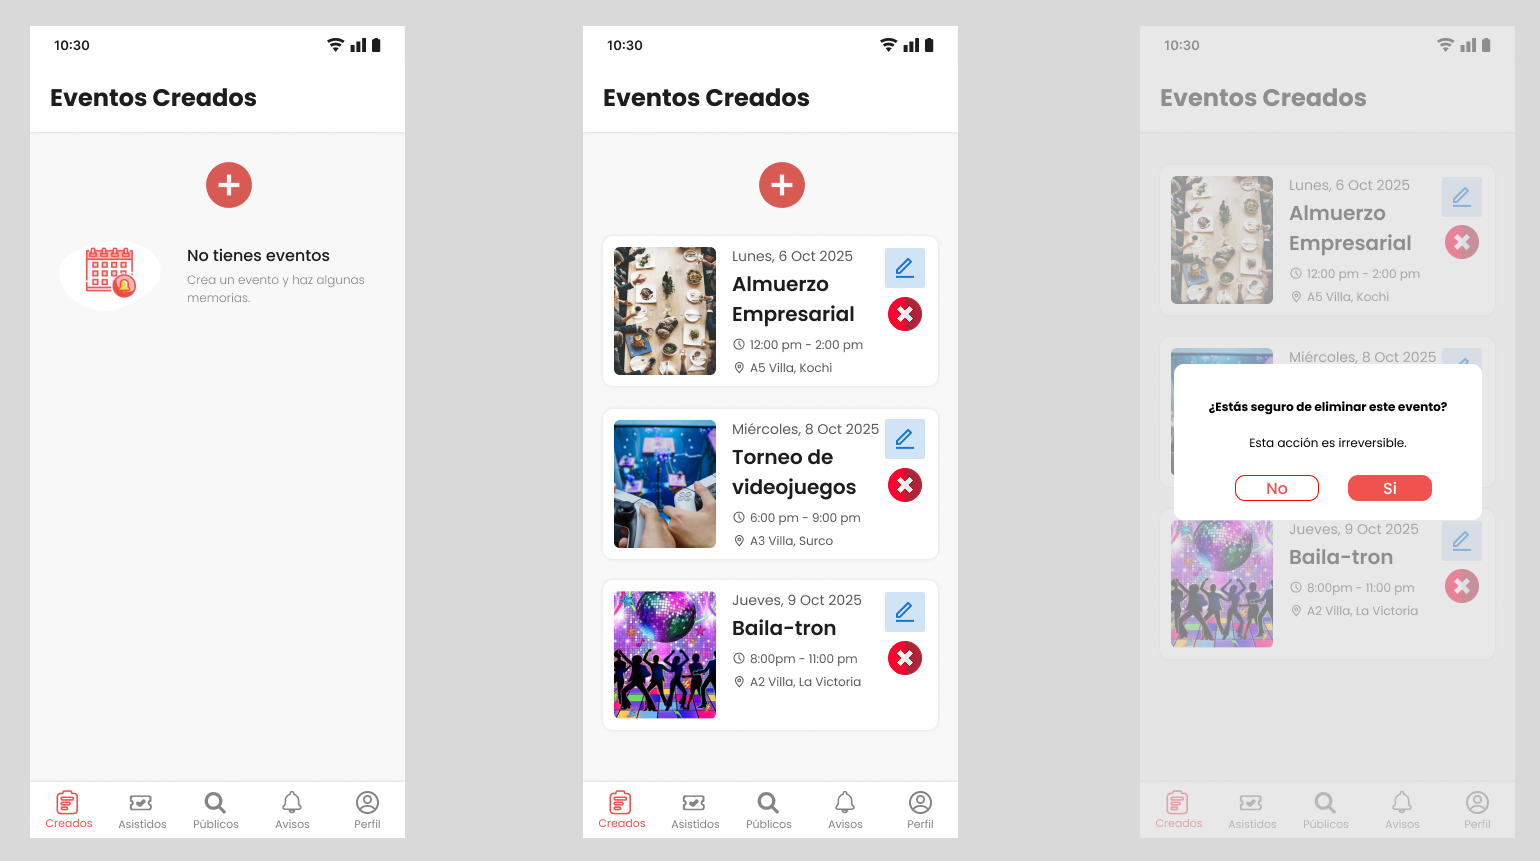 10:30
Eventos Creados
No tienes eventos
Crea un evento y haz algunas
memorias.
Creados
Asistidos
Públicos
Avisos
Perfil
10:30
Eventos Creados
Lunes, 6 Oct 2025
Almuerzo
Empresarial
12:00 pm - 2:00 pm
A5 Villa, Kochi
Miércoles, 8 Oct 2025
Torneo de
videojuegos
6:00 pm - 9:00 pm
A3 Villa, Surco
Jueves, 9 Oct 2025
Baila-tron
8:00pm - 11:00 pm
A2 Villa, La Victoria
Creados
Asistidos
Públicos
Avisos
Perfil
10:30
Eventos Creados
Lunes, 6 Oct 2025
Almuerzo
Empresarial
12:00 pm - 2:00 pm
A5 Villa, Kochi
Miércoles, 8 Oct 2025
¿Estás seguro de eliminar este evento?
Esta acción es irreversible.
No
Si
Jueves, 9 Oct 2025
Baila-tron
8:00pm - 11:00 pm
A2 Villa, La Victoria
Creados
Asistidos
Públicos
Avisos
Perfil